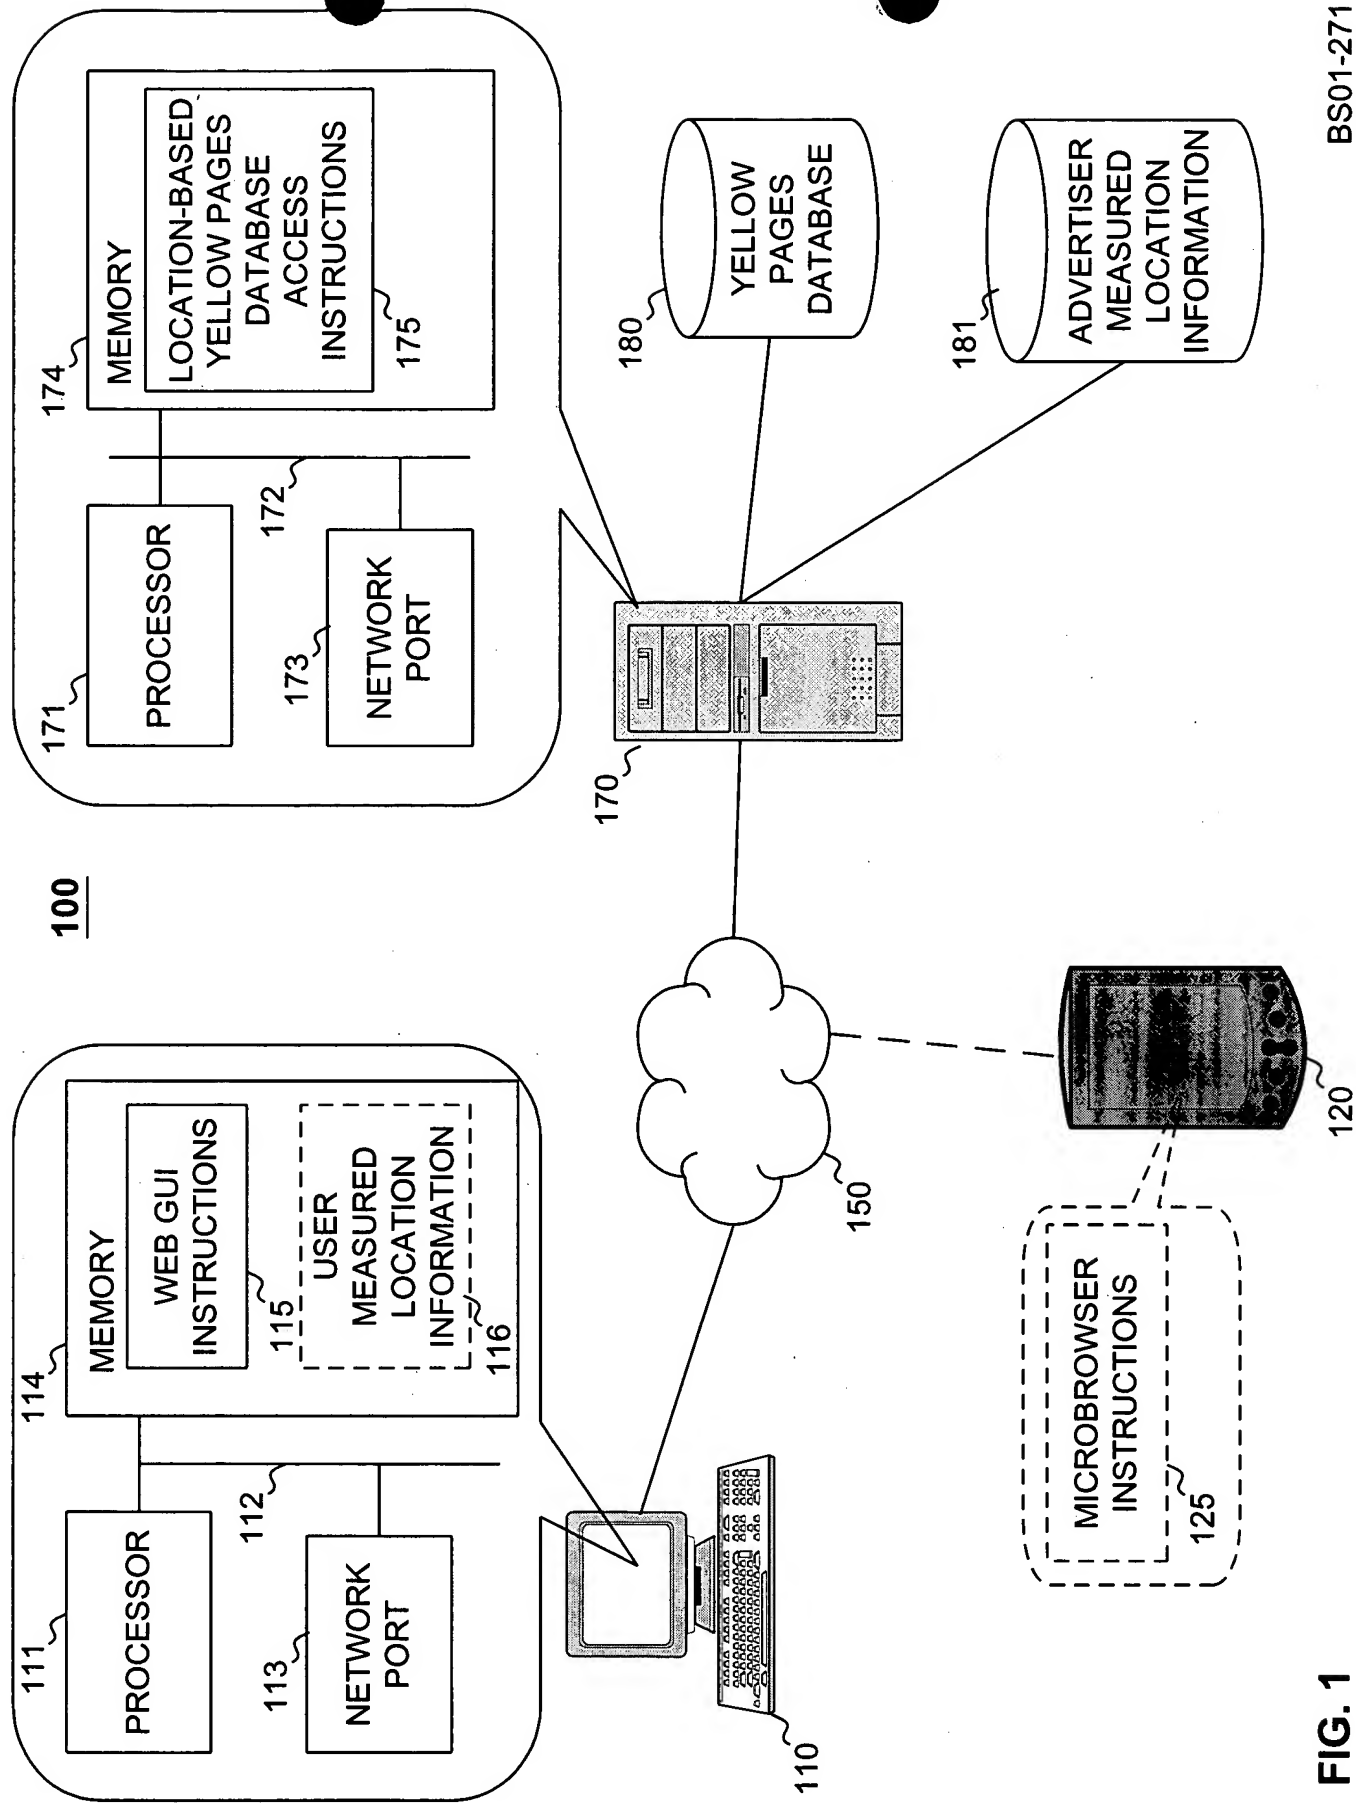 100
111
PROCESSOR
112
113
NETWORK
PORT
114
MEMORY
WEB GUI
INSTRUCTIONS
115
USER
MEASURED
LOCATION
INFORMATION
116
110
171
PROCESSOR
172
173
NETWORK
PORT
174
MEMORY
LOCATION-BASED
YELLOW PAGES
DATABASE
ACCESS
INSTRUCTIONS
175
170
180
YELLOW
PAGES
DATABASE
181
ADVERTISER
MEASURED
LOCATION
INFORMATION
150
MICROBROWSER
INSTRUCTIONS
125
120
FIG. 1
BS01-271